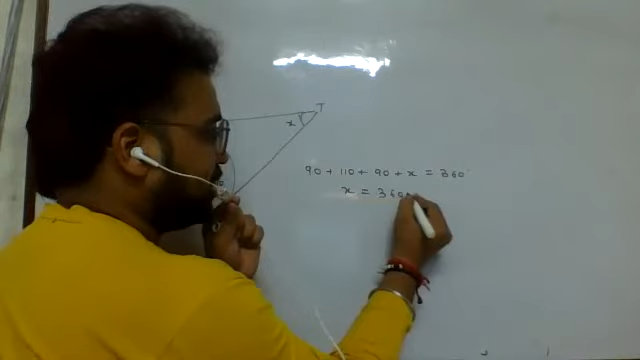 T
x
90 + 110 + 90 + x = 360°
x = 360